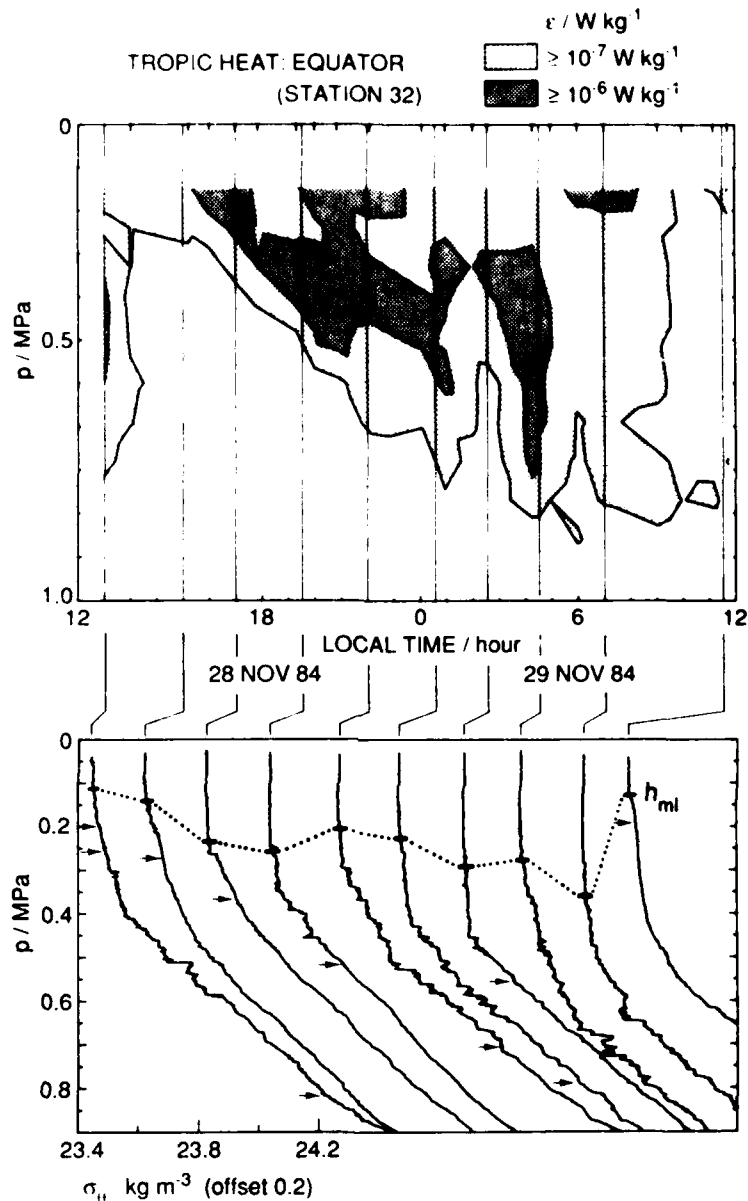 ε / W kg-1
TROPIC HEAT: EQUATOR
(STATION 32)
≥ 10-7 W kg-1
≥ 10-6 W kg-1
0
0.5
1.0
p / MPa
12 18 0 6 12
LOCAL TIME / hour
28 NOV 84 29 NOV 84
0
0.2
0.4
0.6
0.8
p / MPa
hml
23.4 23.8 24.2
kg m-3 (offset 0.2)